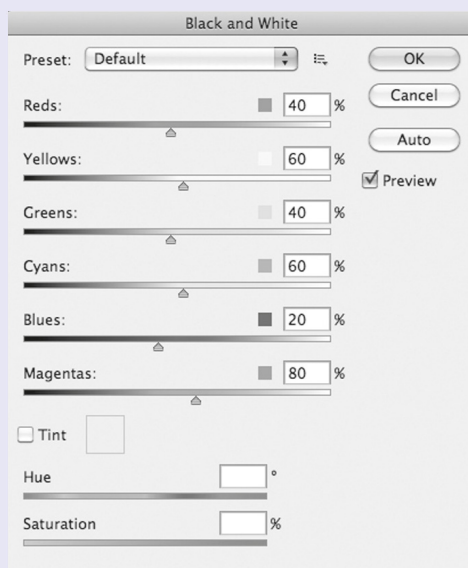 Black and White
Preset: Default
OK
Cancel
Auto
Preview
Reds: 40 %
Yellows: 60 %
Greens: 40 %
Cyans: 60 %
Blues: 20 %
Magentas: 80 %
Tint
Hue °
Saturation %